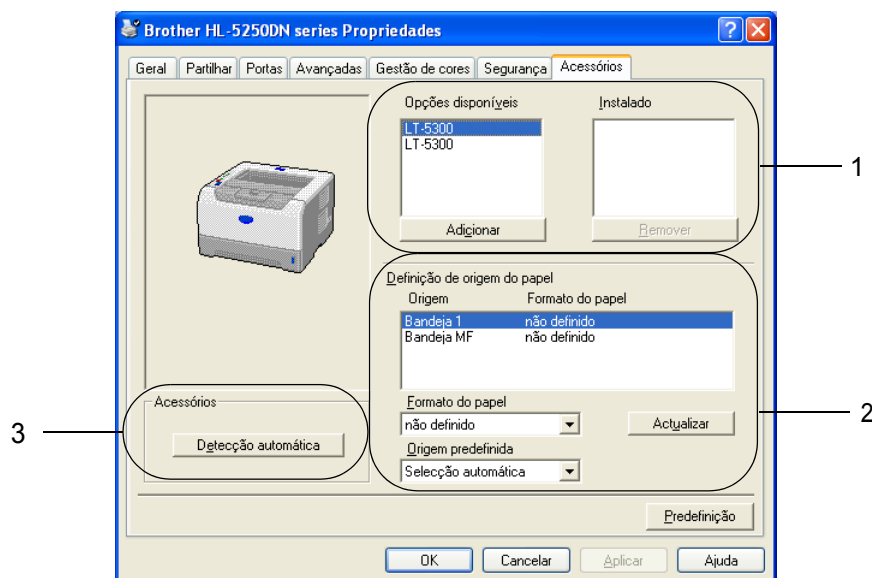 Brother HL-5250DN series Propriedades
Geral Partilhar Portas Avançadas Gestão de cores Segurança Acessórios
Opções disponíveis Instalado
LT-5300
LT-5300
Adicionar Remover
1
Definição de origem do papel
Origem Formato do papel
Bandeja 1 não definido
Bandeja MF não definido
Formato do papel
não definido Actualizar
2
Origem predefinida
Selecção automática
Acessórios
3
Detecção automática
Predefinição
OK Cancelar Aplicar Ajuda